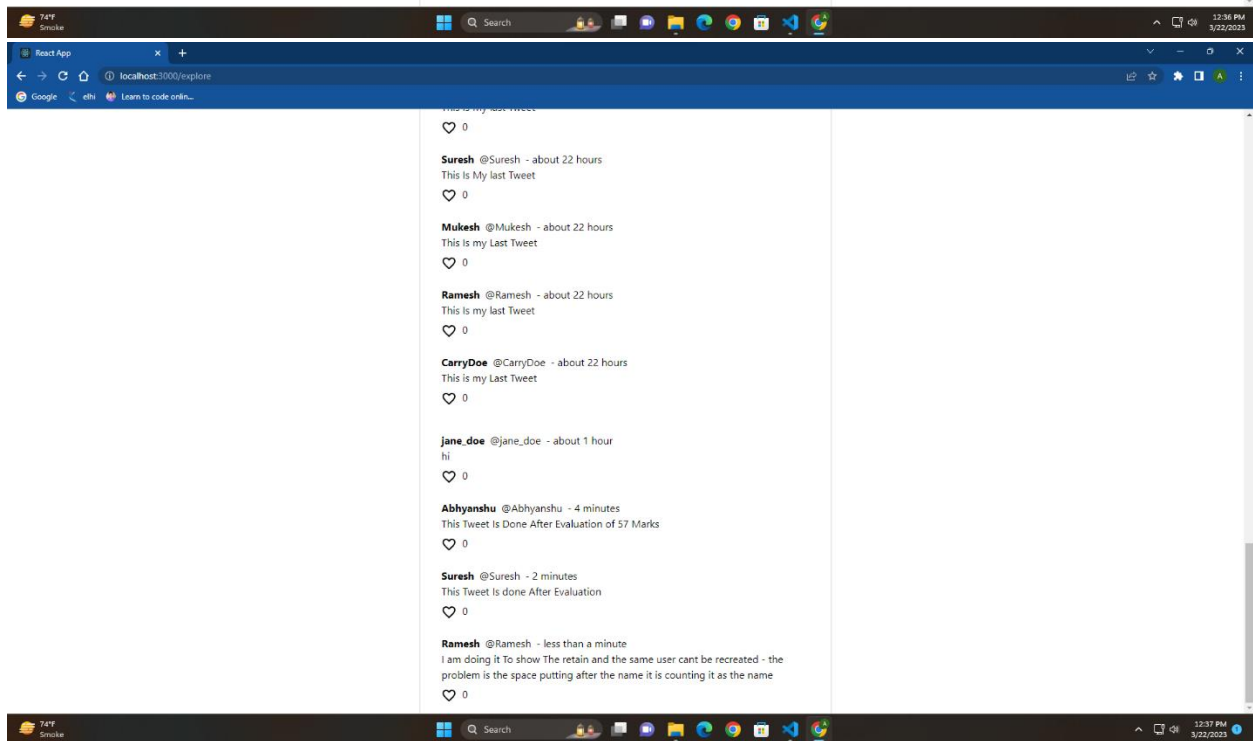 74°F
Smoke
Search
12:36 PM
3/22/2023
React App
localhost:3000/explore
Google
elhi
Learn to code onlin...
This Is My last Tweet
0
Suresh @Suresh - about 22 hours
This Is My last Tweet
0
Mukesh @Mukesh - about 22 hours
This Is my Last Tweet
0
Ramesh @Ramesh - about 22 hours
This Is my last Tweet
0
CarryDoe @CarryDoe - about 22 hours
This is my Last Tweet
0
jane_doe @jane_doe - about 1 hour
hi
0
Abhyanshu @Abhyanshu - 4 minutes
This Tweet Is Done After Evaluation of 57 Marks
0
Suresh @Suresh - 2 minutes
This Tweet Is done After Evaluation
0
Ramesh @Ramesh - less than a minute
I am doing it To show The retain and the same user cant be recreated - the
problem is the space putting after the name it is counting it as the name
0
74°F
Smoke
Search
12:37 PM
3/22/2023